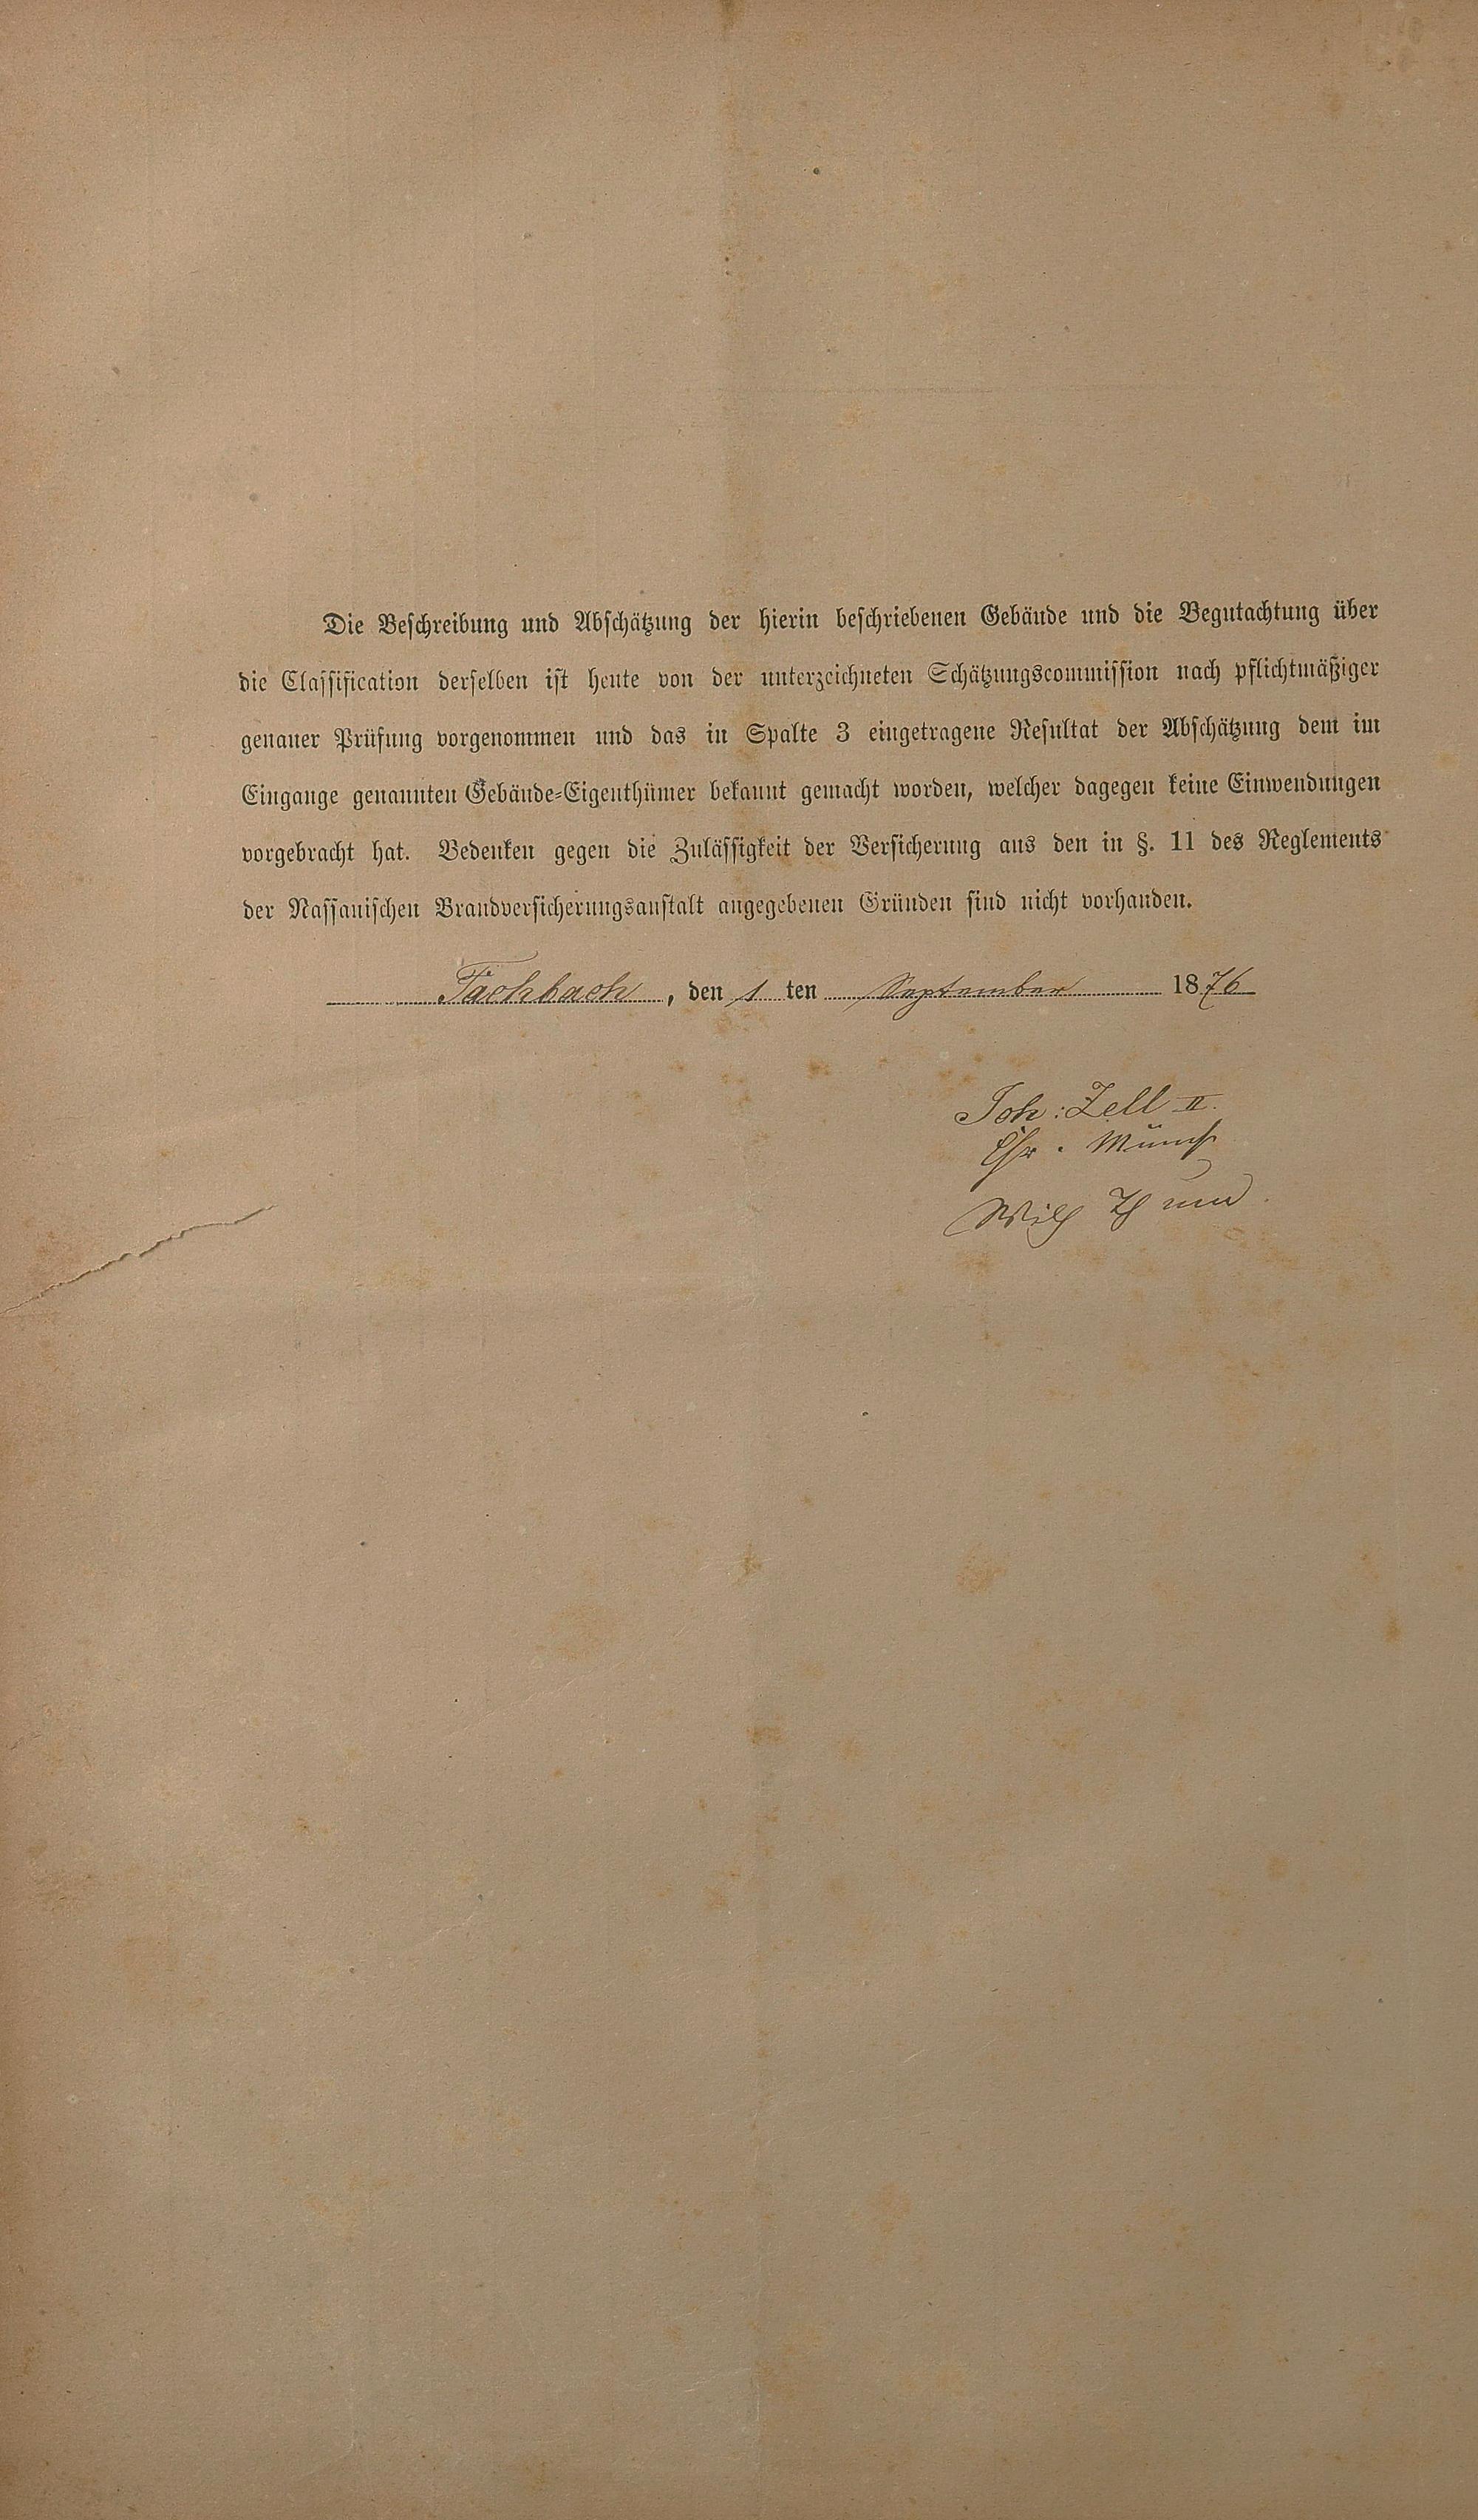 Die Beschreibung und Abschätzung der hierin beschriebenen Gebäude und die Begutachtung über
die Classification derselben ist heute von der unterzeichneten Schätzungscommission nach pflichtmäßiger
genauer Prüfung vorgenommen und das in Spalte 3 eingetragene Resultat der Abschätzung dem im
Eingange genannten Gebäude-Eigenthümer bekannt gemacht worden, welcher dagegen keine Einwendungen
vorgebracht hat. Bedenken gegen die Zulässigkeit der Versicherung aus den in §. 11 des Reglements
der Nassauischen Brandversicherungsanstalt angegebenen Gründen sind nicht vorhanden.
Fachbach, den 1 ten September 1876
Joh: Zell II.
Chr. Münch
Wilh